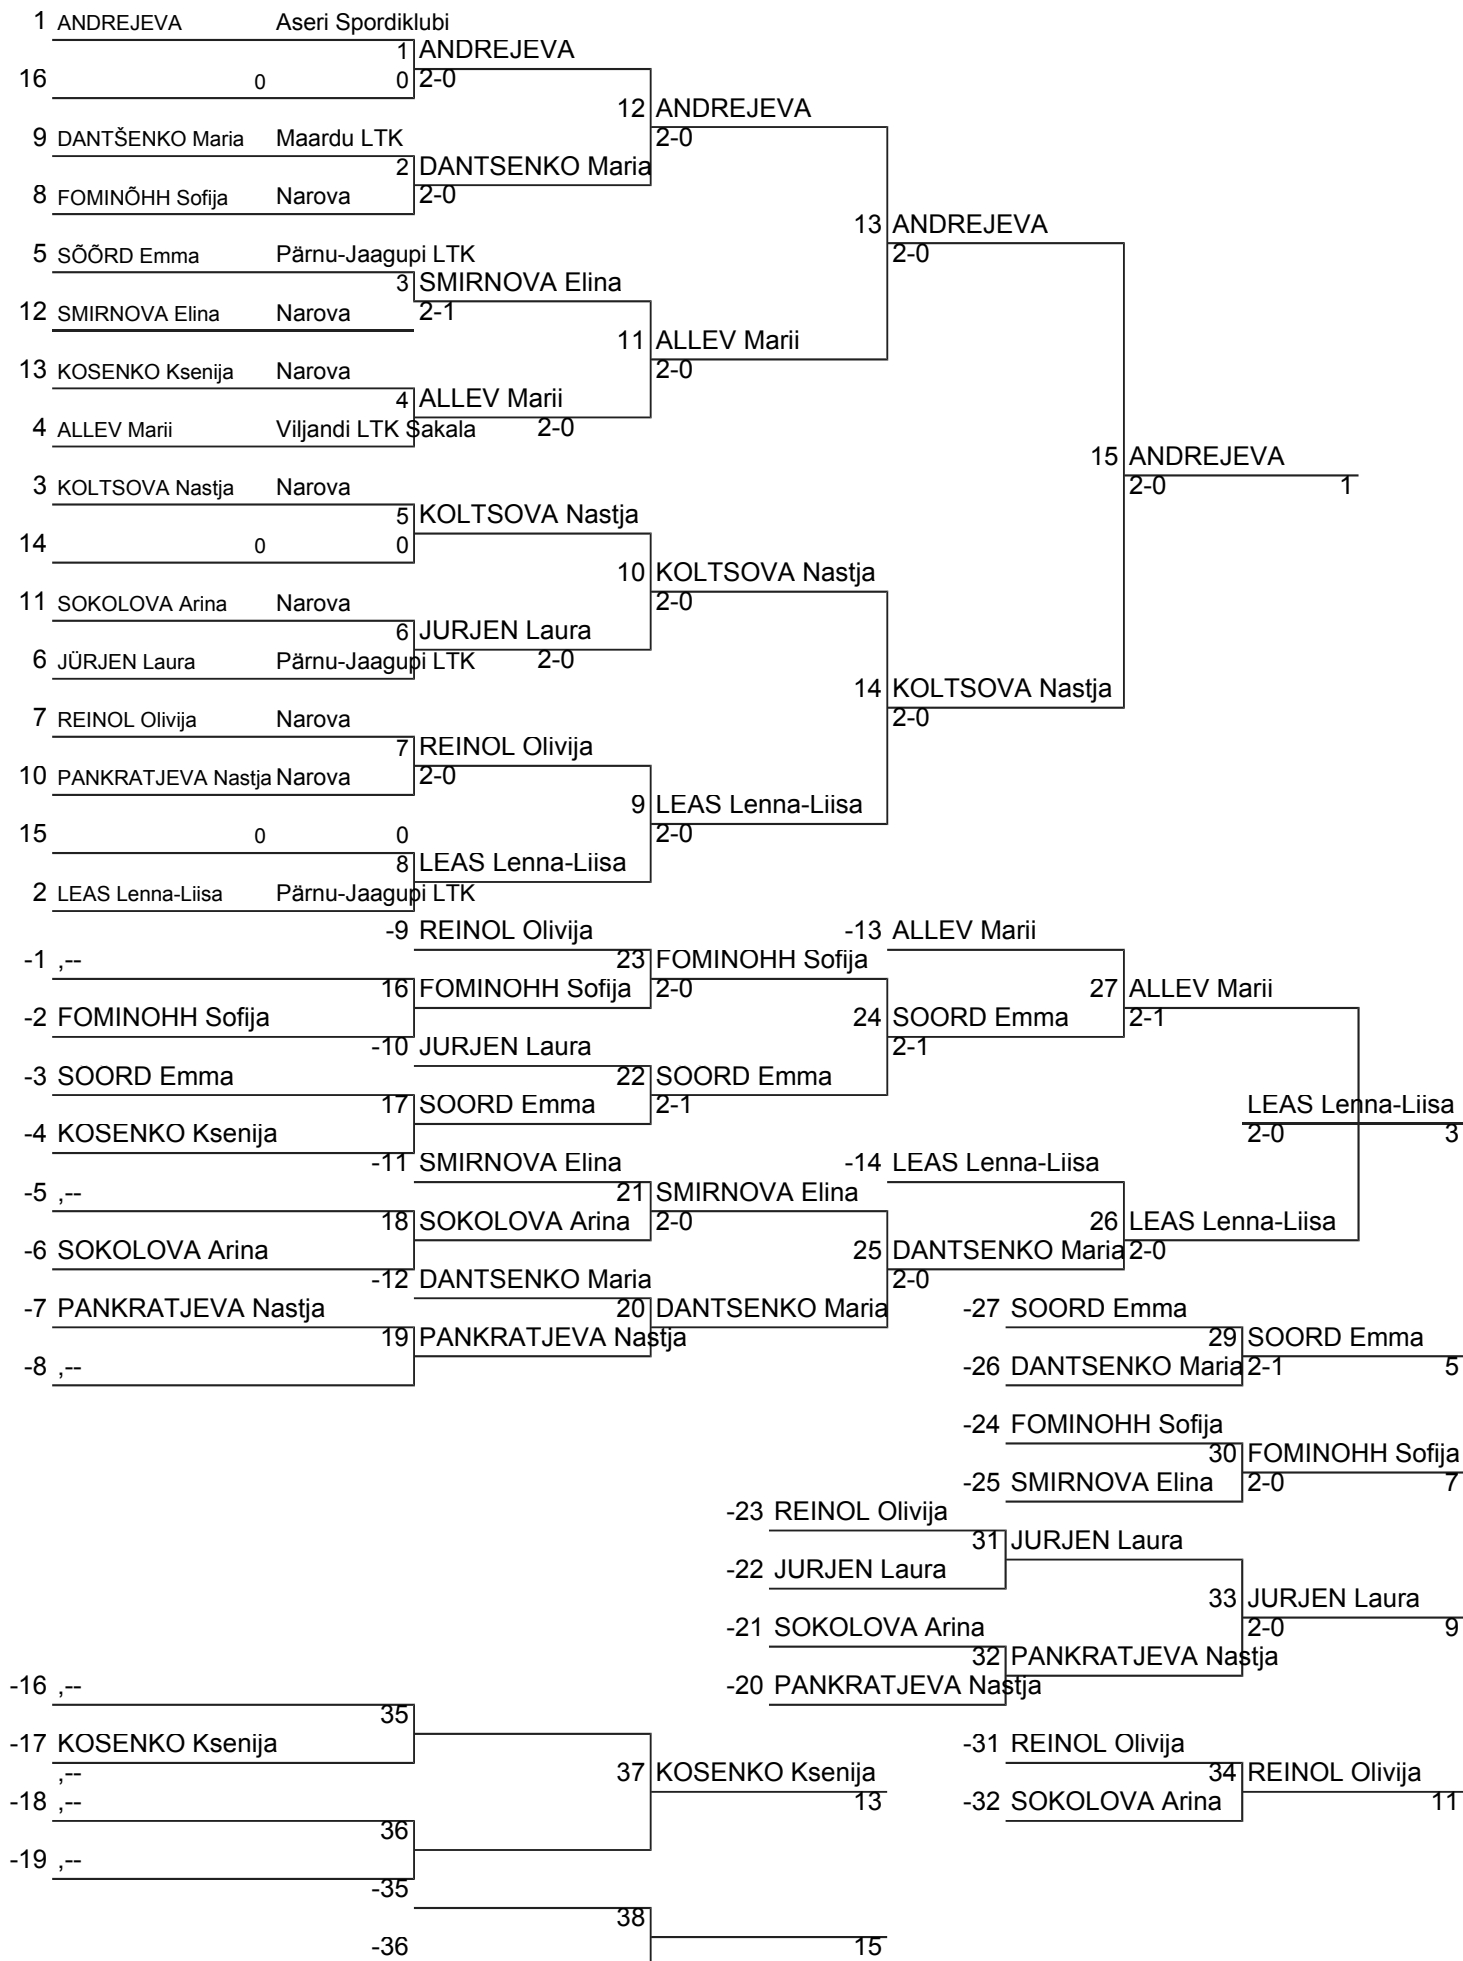 1 ANDREJEVA Aseri Spordiklubi
1 ANDREJEVA
16 0 0 2-0
12 ANDREJEVA
9 DANTŠENKO Maria Maardu LTK 2-0
2 DANTSENKO Maria
8 FOMINÕHH Sofija Narova 2-0
13 ANDREJEVA
5 SÕÕRD Emma Pärnu-Jaagupi LTK 2-0
3 SMIRNOVA Elina
12 SMIRNOVA Elina Narova 2-1
11 ALLEV Marii
13 KOSENKO Ksenija Narova 2-0
4 ALLEV Marii
4 ALLEV Marii Viljandi LTK Sakala 2-0
15 ANDREJEVA
3 KOLTSOVA Nastja Narova 2-0 1
5 KOLTSOVA Nastja
14 0 0
10 KOLTSOVA Nastja
11 SOKOLOVA Arina Narova 2-0
6 JURJEN Laura
6 JÜRJEN Laura Pärnu-Jaagupi LTK 2-0
14 KOLTSOVA Nastja
7 REINOL Olivija Narova 2-0
7 REINOL Olivija
10 PANKRATJEVA Nastja Narova 2-0
9 LEAS Lenna-Liisa
15 0 0 2-0
8 LEAS Lenna-Liisa
2 LEAS Lenna-Liisa Pärnu-Jaagupi LTK
-9 REINOL Olivija -13 ALLEV Marii
-1 ,-- 23 FOMINOHH Sofija
16 FOMINOHH Sofija 2-0 27 ALLEV Marii
-2 FOMINOHH Sofija 24 SOORD Emma 2-1
-10 JURJEN Laura 2-1
-3 SOORD Emma 22 SOORD Emma
17 SOORD Emma 2-1 LEAS Lenna-Liisa
-4 KOSENKO Ksenija 2-0 3
-11 SMIRNOVA Elina -14 LEAS Lenna-Liisa
-5 ,-- 21 SMIRNOVA Elina
18 SOKOLOVA Arina 2-0 26 LEAS Lenna-Liisa
-6 SOKOLOVA Arina 25 DANTSENKO Maria 2-0
-12 DANTSENKO Maria 2-0
-7 PANKRATJEVA Nastja 20 DANTSENKO Maria -27 SOORD Emma
19 PANKRATJEVA Nastja 29 SOORD Emma
-8 ,-- -26 DANTSENKO Maria 2-1 5
-24 FOMINOHH Sofija
30 FOMINOHH Sofija
-25 SMIRNOVA Elina 2-0 7
-23 REINOL Olivija
31 JURJEN Laura
-22 JURJEN Laura
33 JURJEN Laura
-21 SOKOLOVA Arina 2-0 9
32 PANKRATJEVA Nastja
-20 PANKRATJEVA Nastja
-16 ,--
35
-17 KOSENKO Ksenija -31 REINOL Olivija
,-- 37 KOSENKO Ksenija 34 REINOL Olivija
-18 ,-- 13 -32 SOKOLOVA Arina 11
36
-19 ,--
-35
38
-36 15